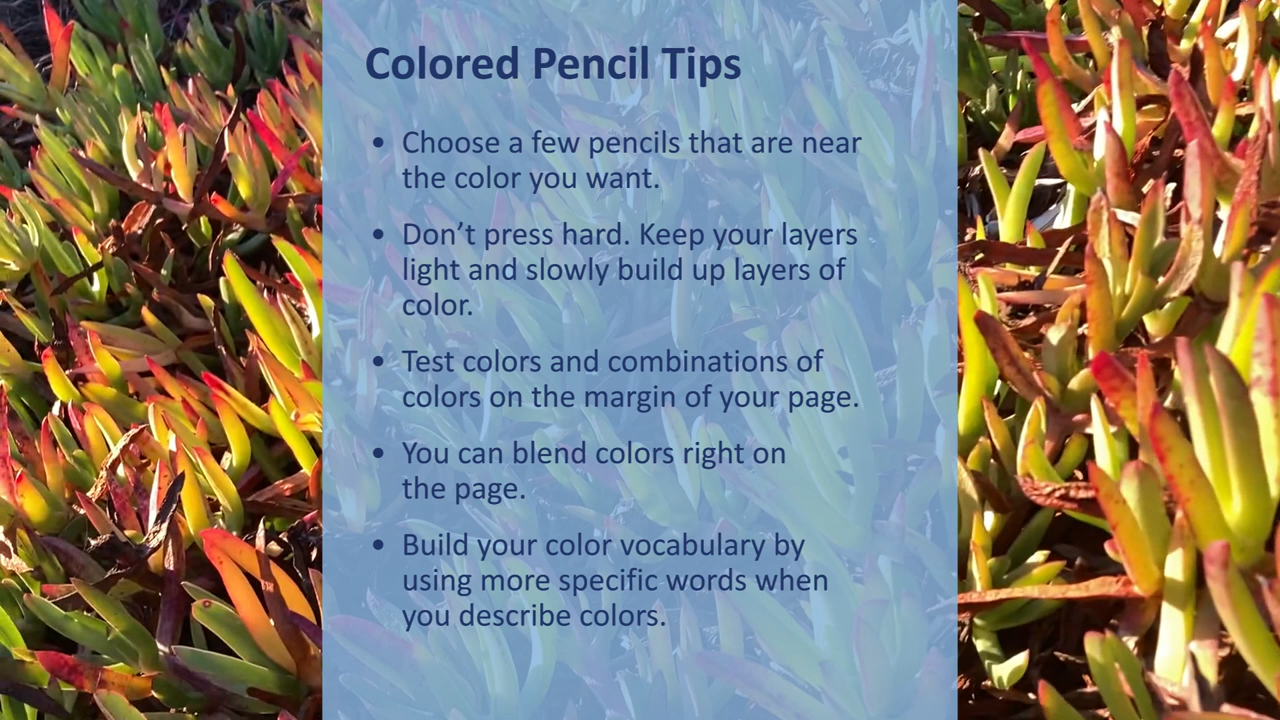 Colored Pencil Tips
• Choose a few pencils that are near
the color you want.
• Don’t press hard. Keep your layers
light and slowly build up layers of
color.
• Test colors and combinations of
colors on the margin of your page.
• You can blend colors right on
the page.
• Build your color vocabulary by
using more specific words when
you describe colors.